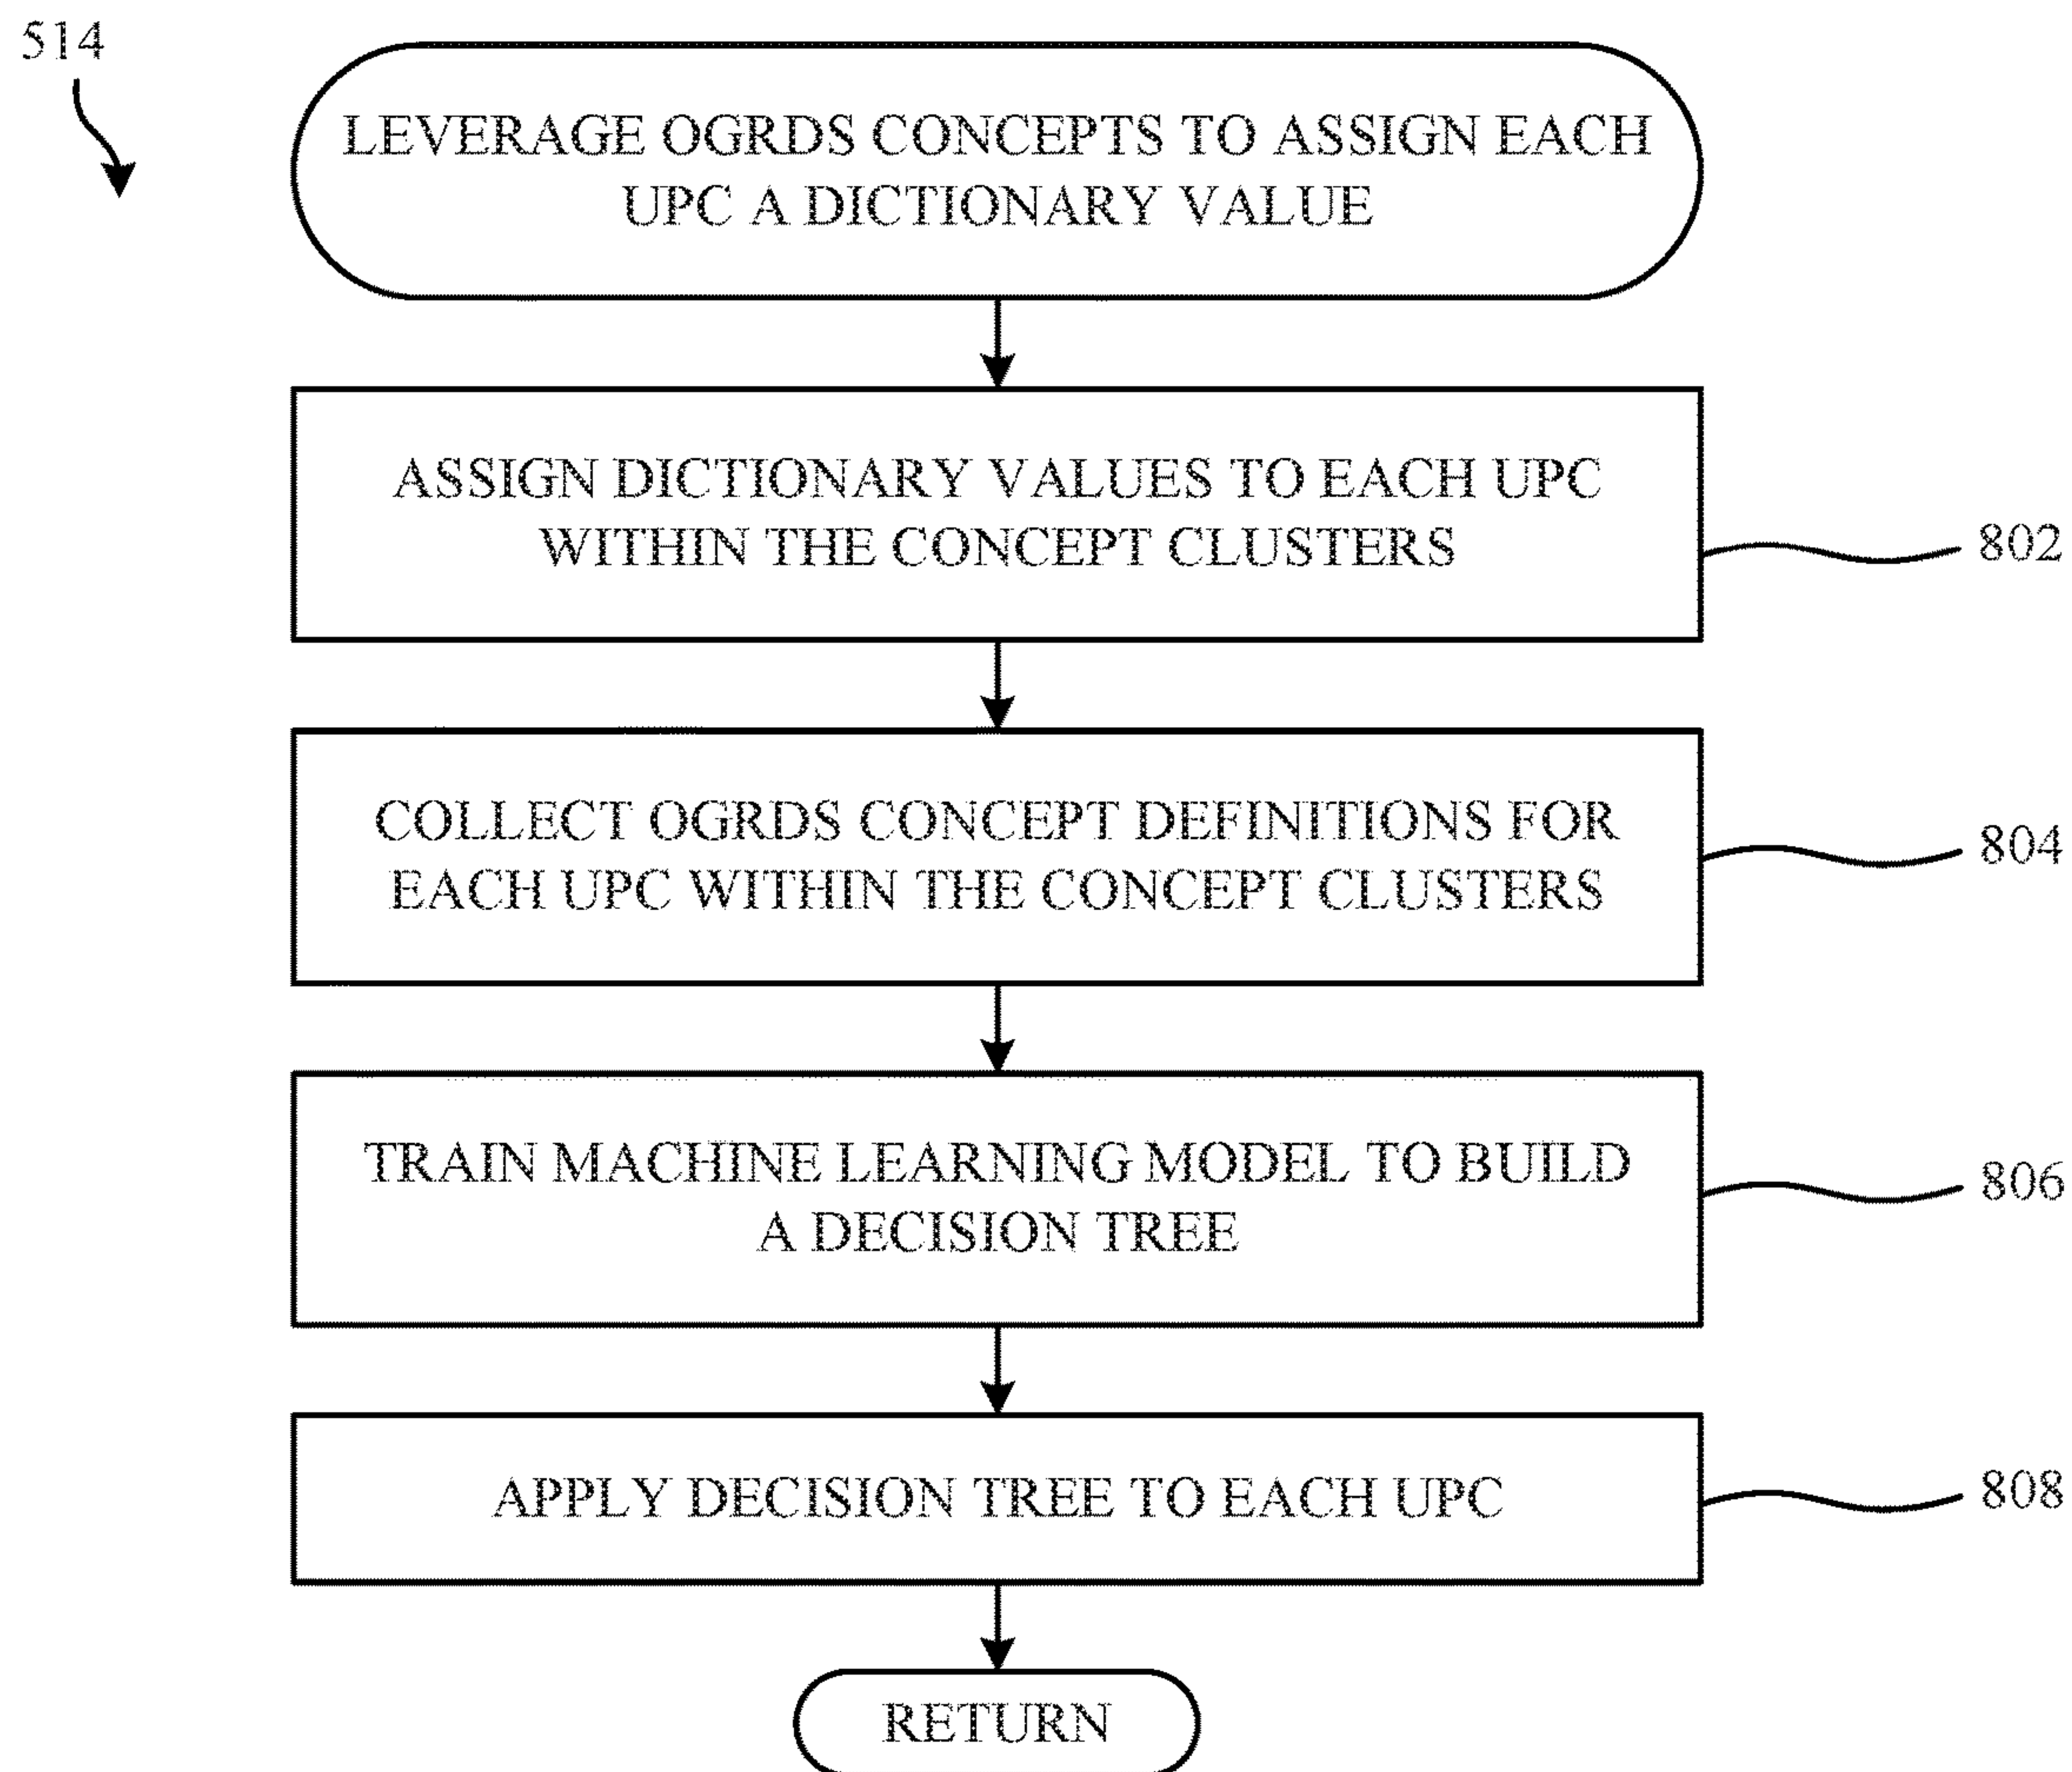 514
LEVERAGE OGRDS CONCEPTS TO ASSIGN EACH
UPC A DICTIONARY VALUE
ASSIGN DICTIONARY VALUES TO EACH UPC
WITHIN THE CONCEPT CLUSTERS
802
COLLECT OGRDS CONCEPT DEFINITIONS FOR
EACH UPC WITHIN THE CONCEPT CLUSTERS
804
TRAIN MACHINE LEARNING MODEL TO BUILD
A DECISION TREE
806
APPLY DECISION TREE TO EACH UPC
808
RETURN